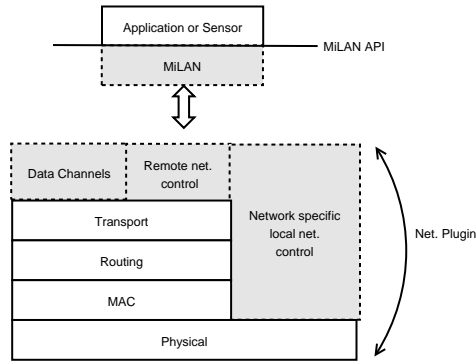 Application or Sensor
MiLAN API
MiLAN
Data Channels
Remote net.
control
Network specific
local net.
control
Transport
Routing
MAC
Physical
Net. Plugin